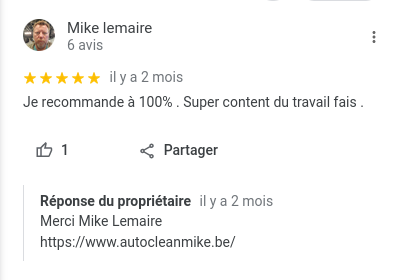 Mike lemaire
6 avis
il y a 2 mois
Je recommande à 100% . Super content du travail fais .
1
Partager
Réponse du propriétaire il y a 2 mois
Merci Mike Lemaire
https://www.autocleanmike.be/